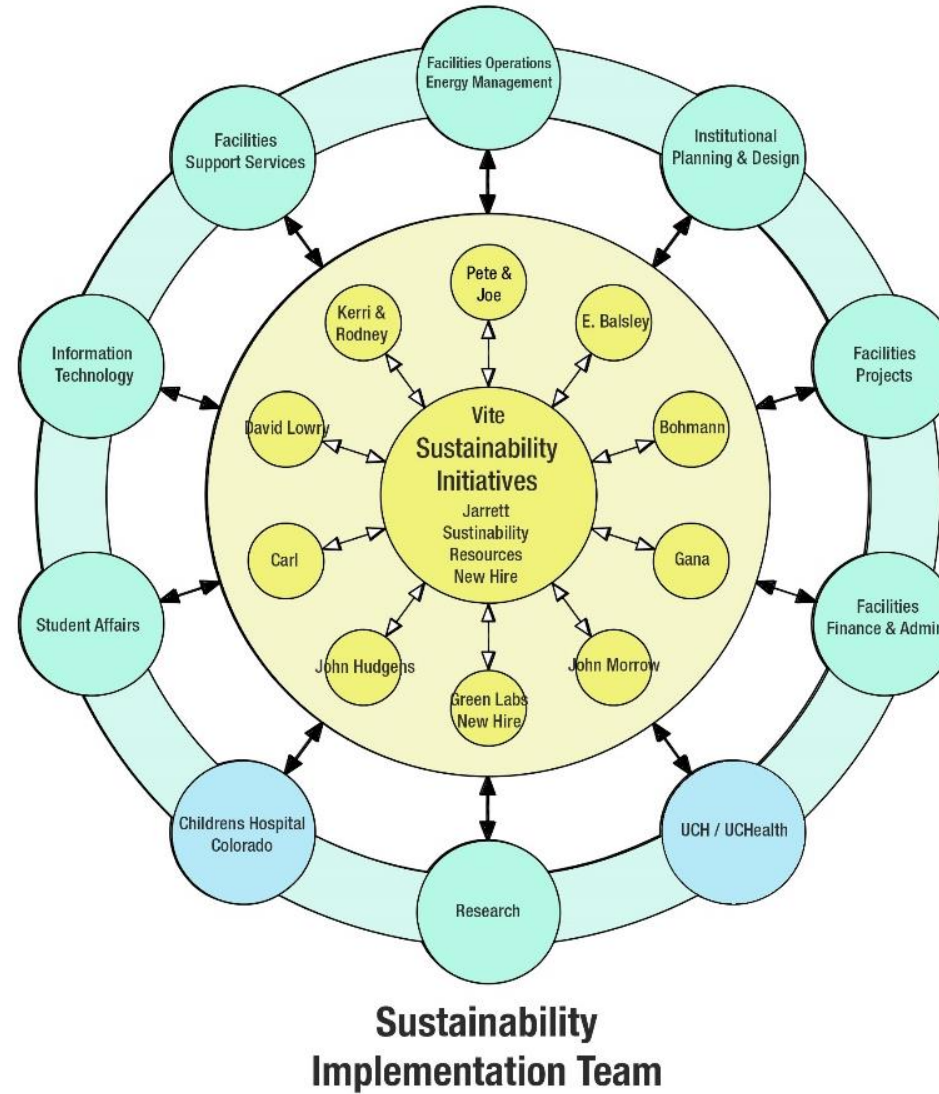 Facilities Operations
Energy Management
Facilities
Support Services
Institutional
Planning & Design
Pete &
Joe
Kerri &
Rodney
E. Balsley
Information
Technology
Facilities
Projects
David Lowry
Bohmann
Vite
Sustainability
Initiatives
Jarrett
Sustinability
Resources
New Hire
Carl
Gana
Student Affairs
Facilities
Finance & Admin
John Hudgens
John Morrow
Green Labs
New Hire
Childrens Hospital
Colorado
UCH / UCHealth
Research
Sustainability
Implementation Team